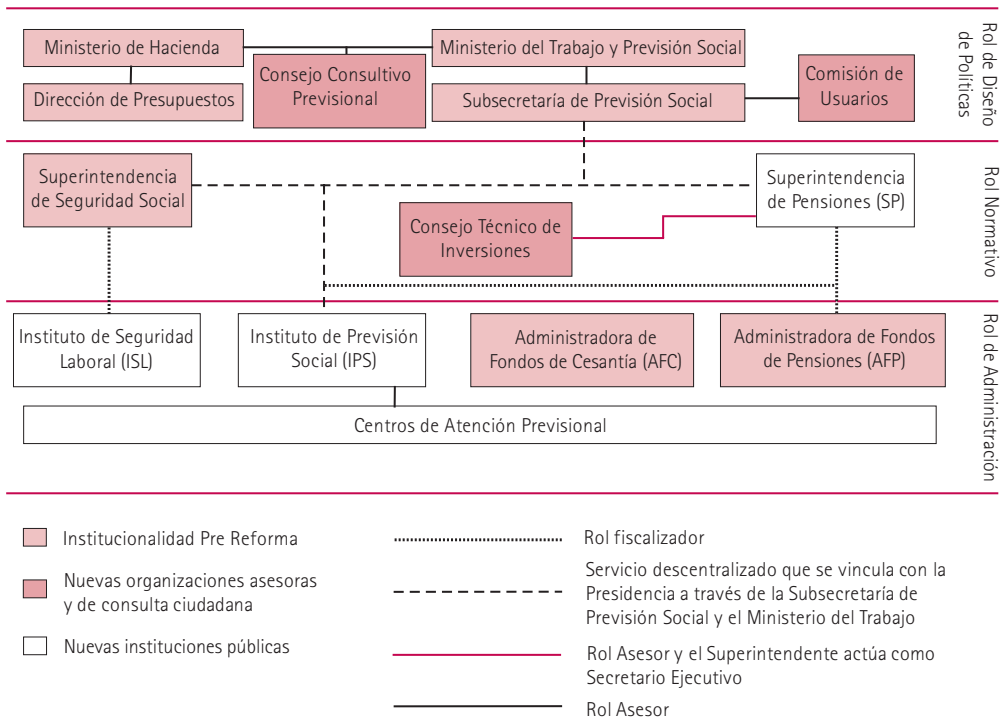 Ministerio de Hacienda
Dirección de Presupuestos
Consejo Consultivo
Previsional
Ministerio del Trabajo y Previsión Social
Subsecretaría de Previsión Social
Comisión de
Usuarios
Rol de Diseño
de Políticas
Superintendencia
de Seguridad Social
Consejo Técnico de
Inversiones
Superintendencia
de Pensiones (SP)
Rol Normativo
Instituto de Seguridad
Laboral (ISL)
Instituto de Previsión
Social (IPS)
Administradora de
Fondos de Cesantía (AFC)
Administradora de Fondos
de Pensiones (AFP)
Centros de Atención Previsional
Rol de Administración
Institucionalidad Pre Reforma
Nuevas organizaciones asesoras
y de consulta ciudadana
Nuevas instituciones públicas
Rol fiscalizador
Servicio descentralizado que se vincula con la
Presidencia a través de la Subsecretaría de
Previsión Social y el Ministerio del Trabajo
Rol Asesor y el Superintendente actúa como
Secretario Ejecutivo
Rol Asesor